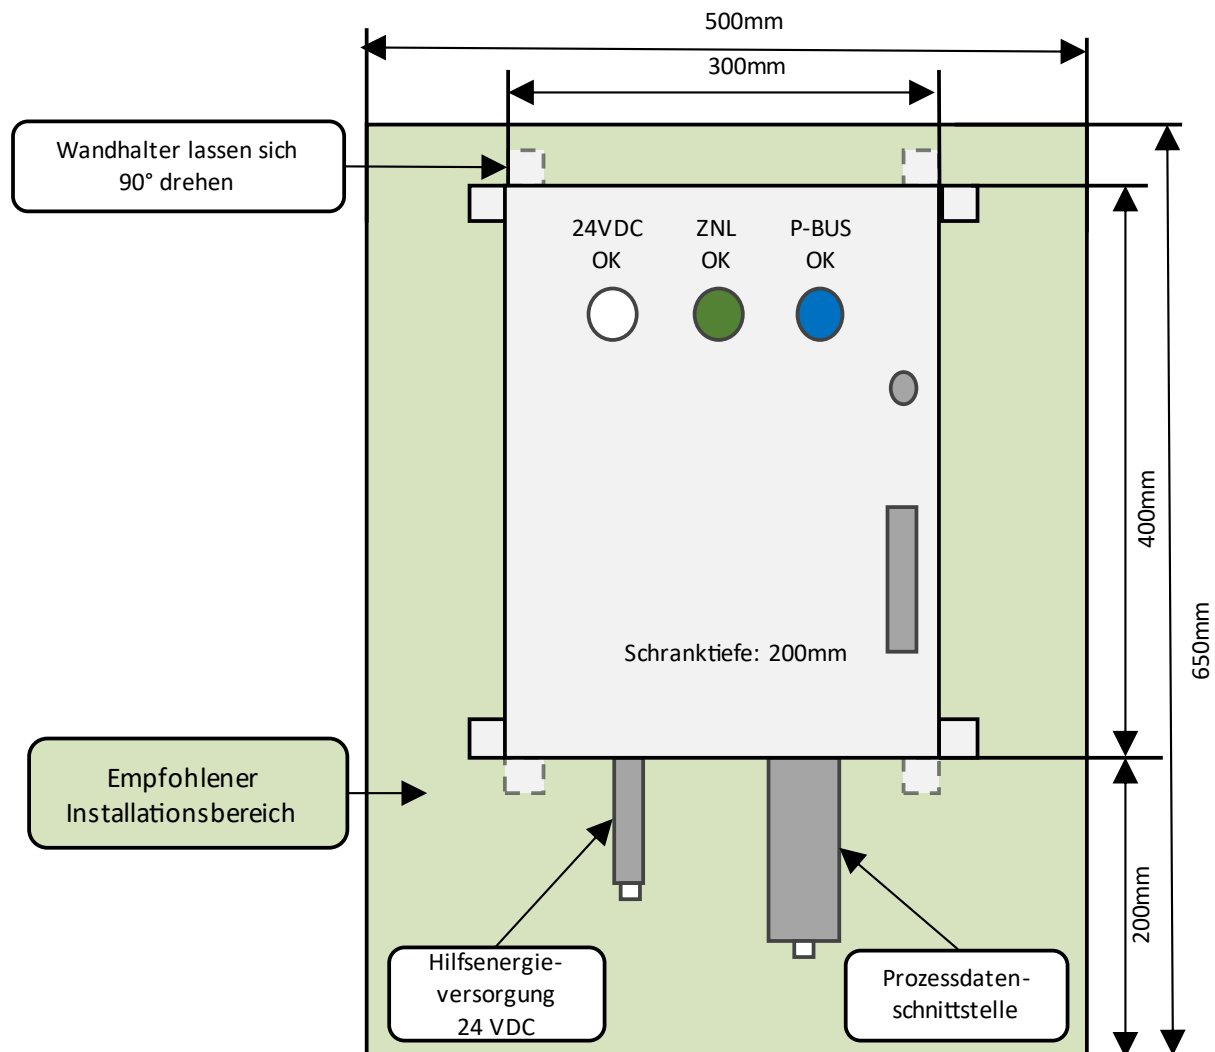 500mm
300mm
Wandhalter lassen sich
90° drehen
24VDC
OK
ZNL
OK
P-BUS
OK
400mm
650mm
Schranktiefe: 200mm
Empfohlener
Installationsbereich
200mm
Hilfsenergie-
versorgung
24 VDC
Prozessdaten-
schnittstelle